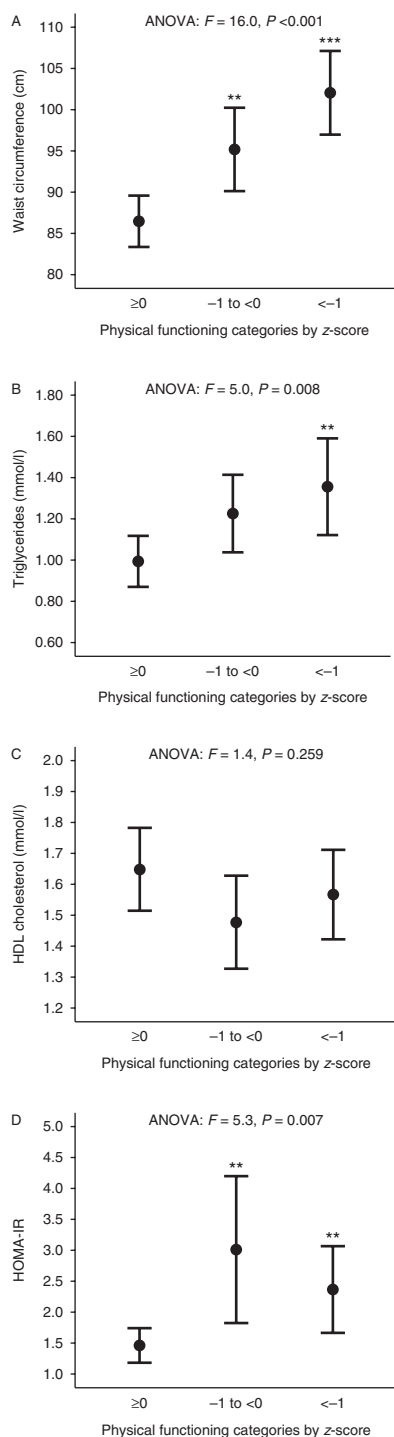 A
ANOVA: F = 16.0, P <0.001
Waist circumference (cm)
110
105
100
95
90
85
80
**
***
≥0
–1 to <0
<–1
Physical functioning categories by z-score
B
ANOVA: F = 5.0, P = 0.008
Triglycerides (mmol/l)
1.80
1.60
1.40
1.20
1.00
0.80
0.60
**
≥0
–1 to <0
<–1
Physical functioning categories by z-score
C
ANOVA: F = 1.4, P = 0.259
HDL cholesterol (mmol/l)
2.0
1.9
1.8
1.7
1.6
1.5
1.4
1.3
1.2
≥0
–1 to <0
<–1
Physical functioning categories by z-score
D
ANOVA: F = 5.3, P = 0.007
HOMA-IR
5.0
4.5
4.0
3.5
3.0
2.5
2.0
1.5
1.0
**
**
≥0
–1 to <0
<–1
Physical functioning categories by z-score